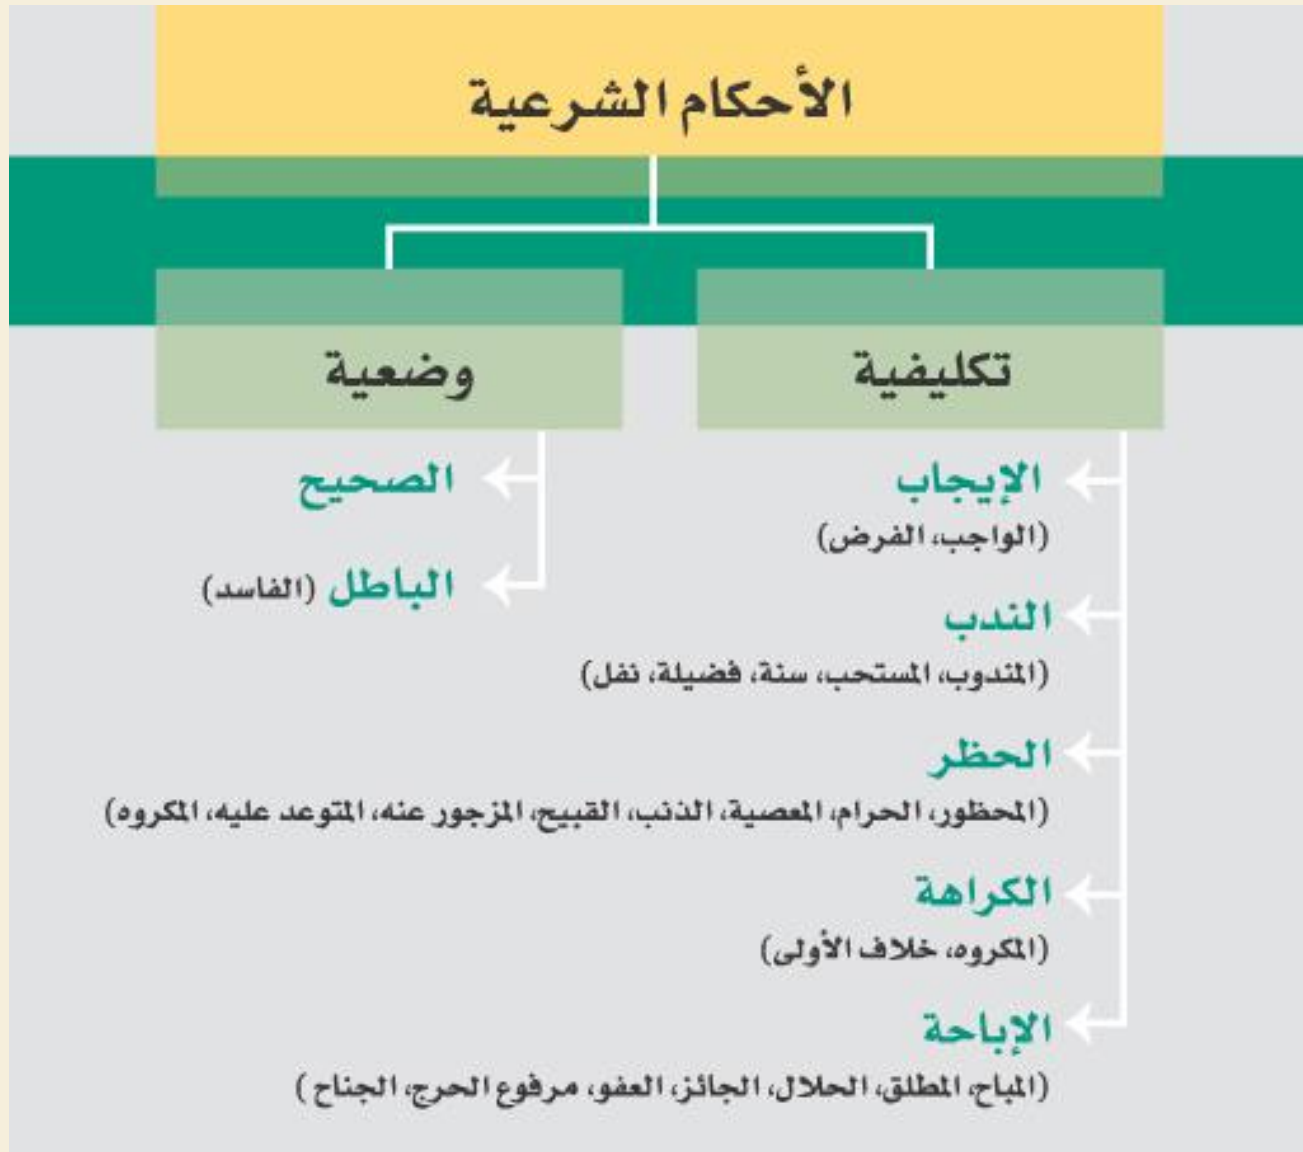 الأحكام الشرعية
تكليفية
الإيجاب
(الواجب، الفرض)
الندب
(المندوب، المستحب، سنة، فضيلة، نفل)
الحظر
(المحظور، الحرام، المعصية، الذنب، القبيح، المزجور عنه، المتوعد عليه، المكروه)
الكراهة
(المكروه، خلاف الأولى)
الإباحة
(المباح، المطلق، الحلال، الجائز، العفو، مرفوع الحرج، الجناح )
وضعية
الصحيح
الباطل (الفاسد)